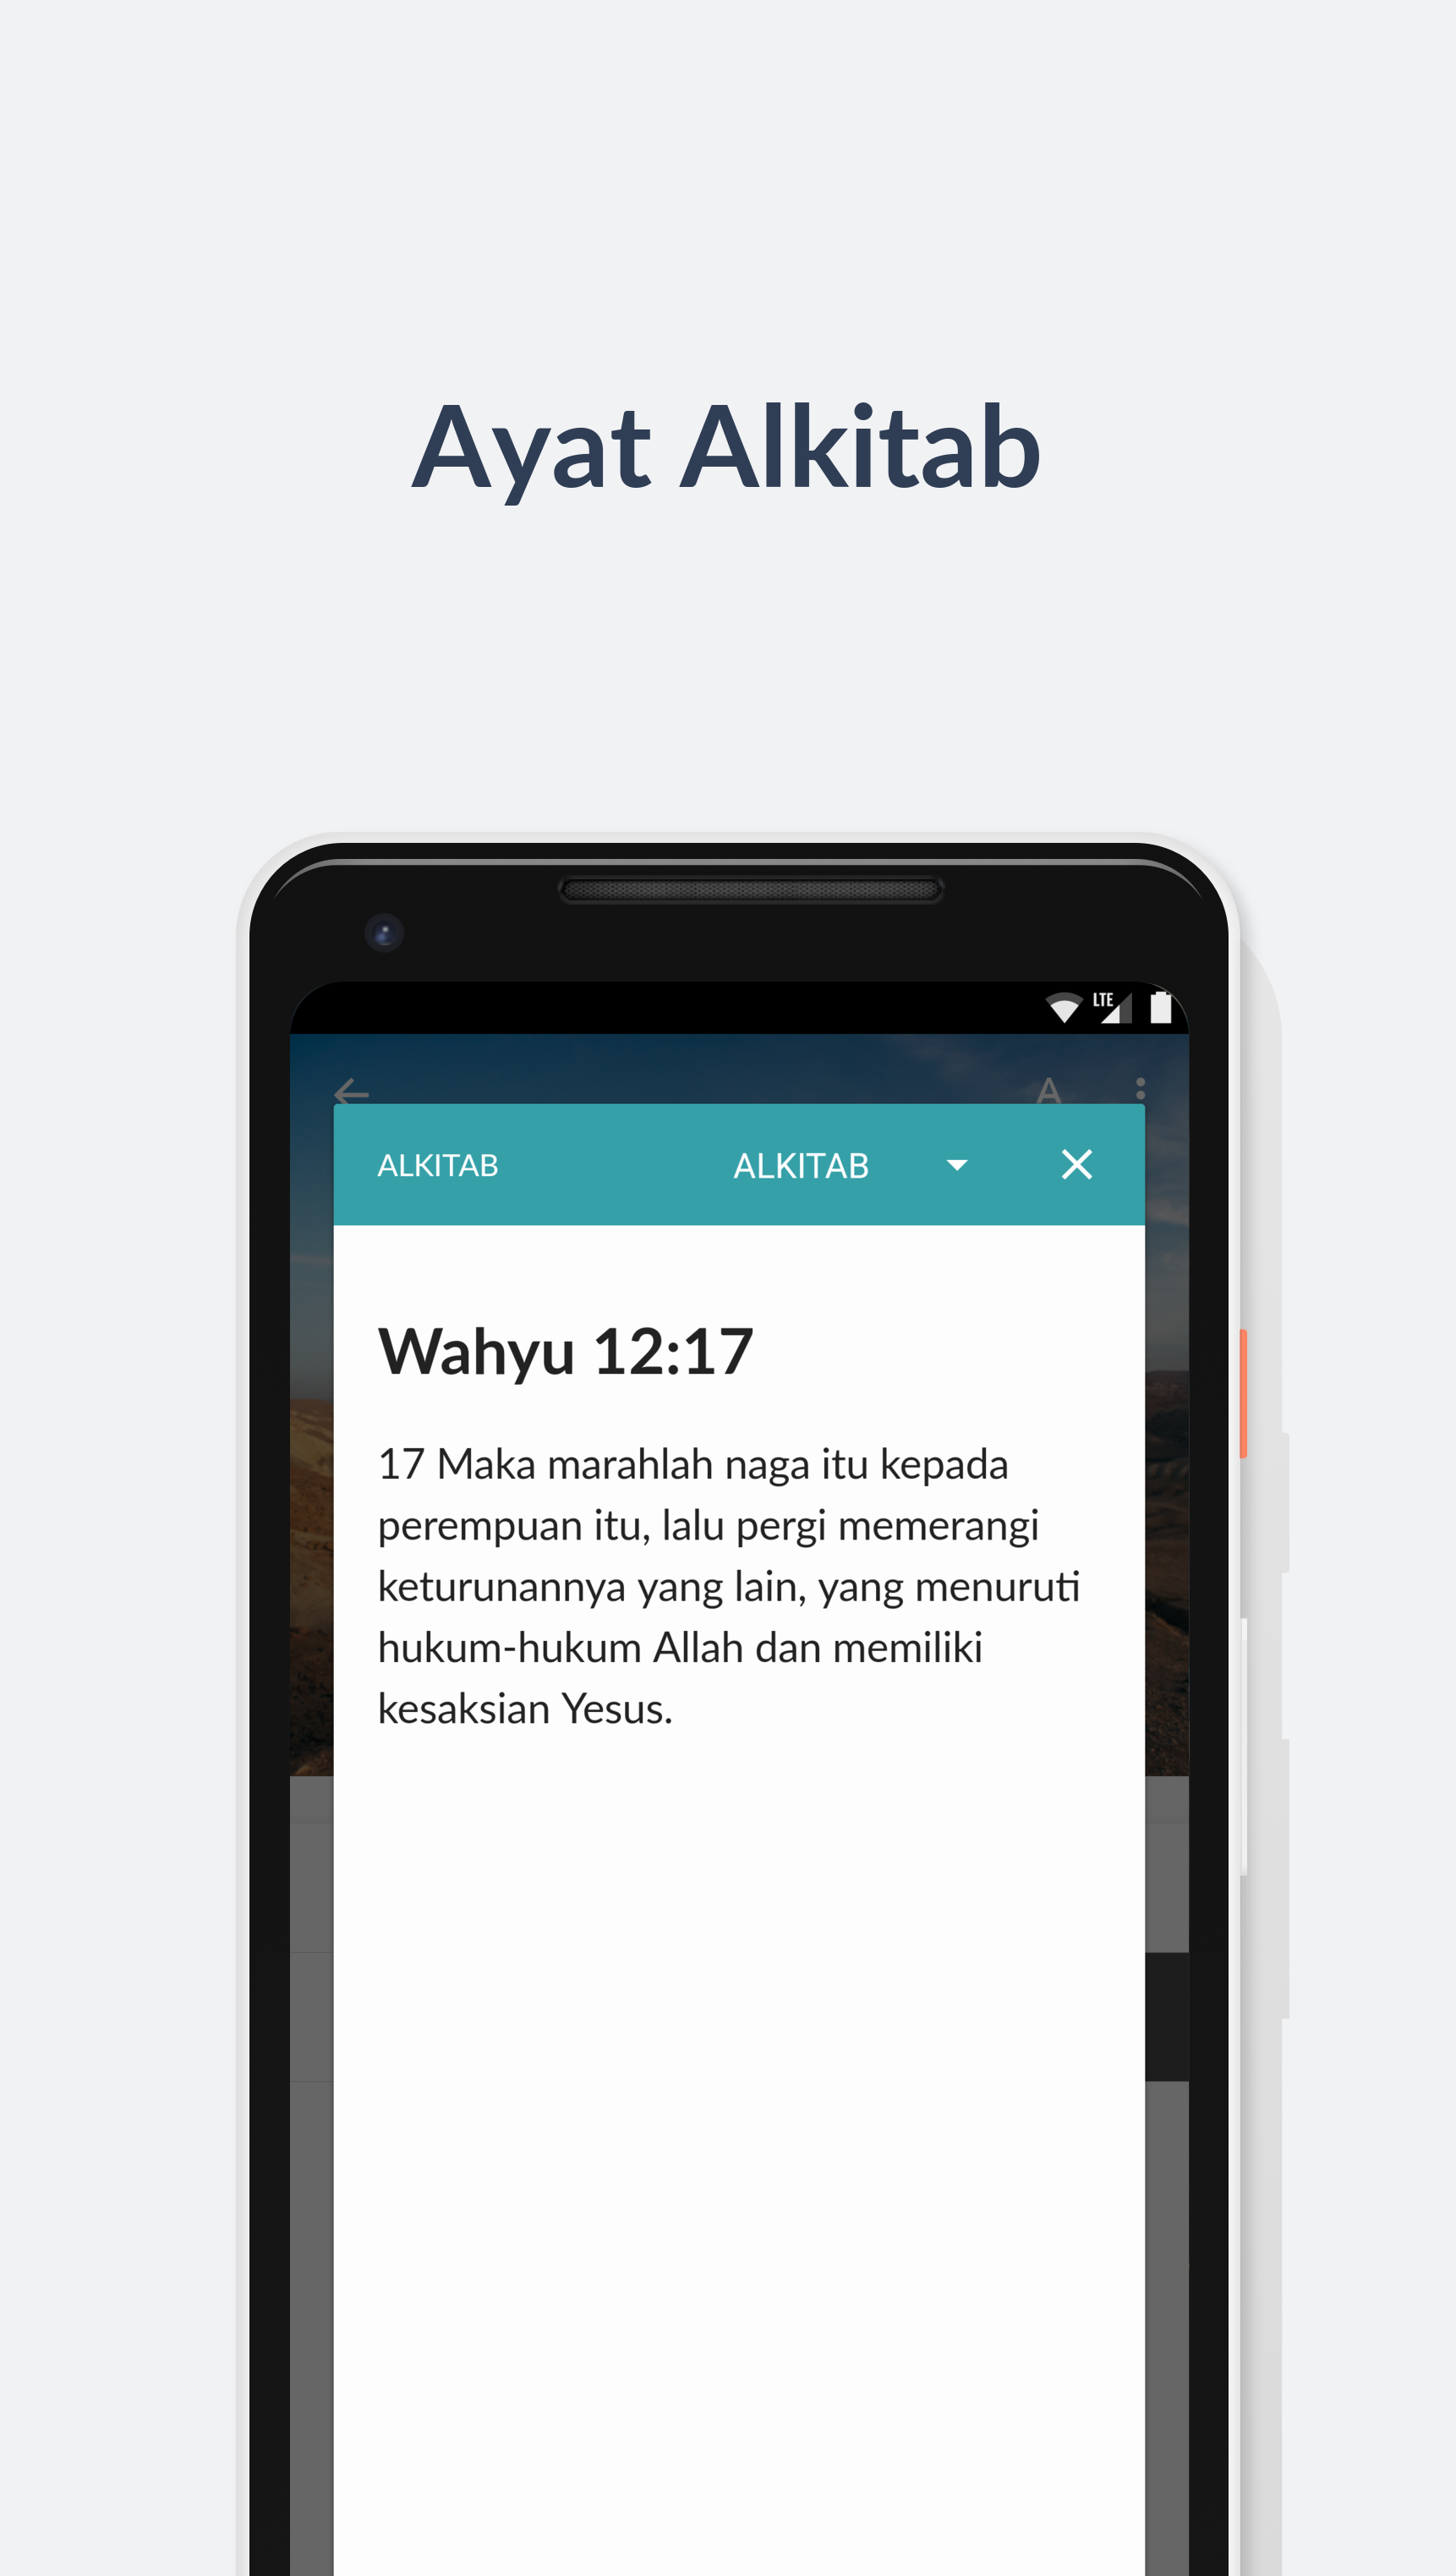 Ayat Alkitab
LTE
A
ALKITAB ALKITAB
Wahyu 12:17
17 Maka marahlah naga itu kepada
perempuan itu, lalu pergi memerangi
keturunannya yang lain, yang menuruti
hukum-hukum Allah dan memiliki
kesaksian Yesus.